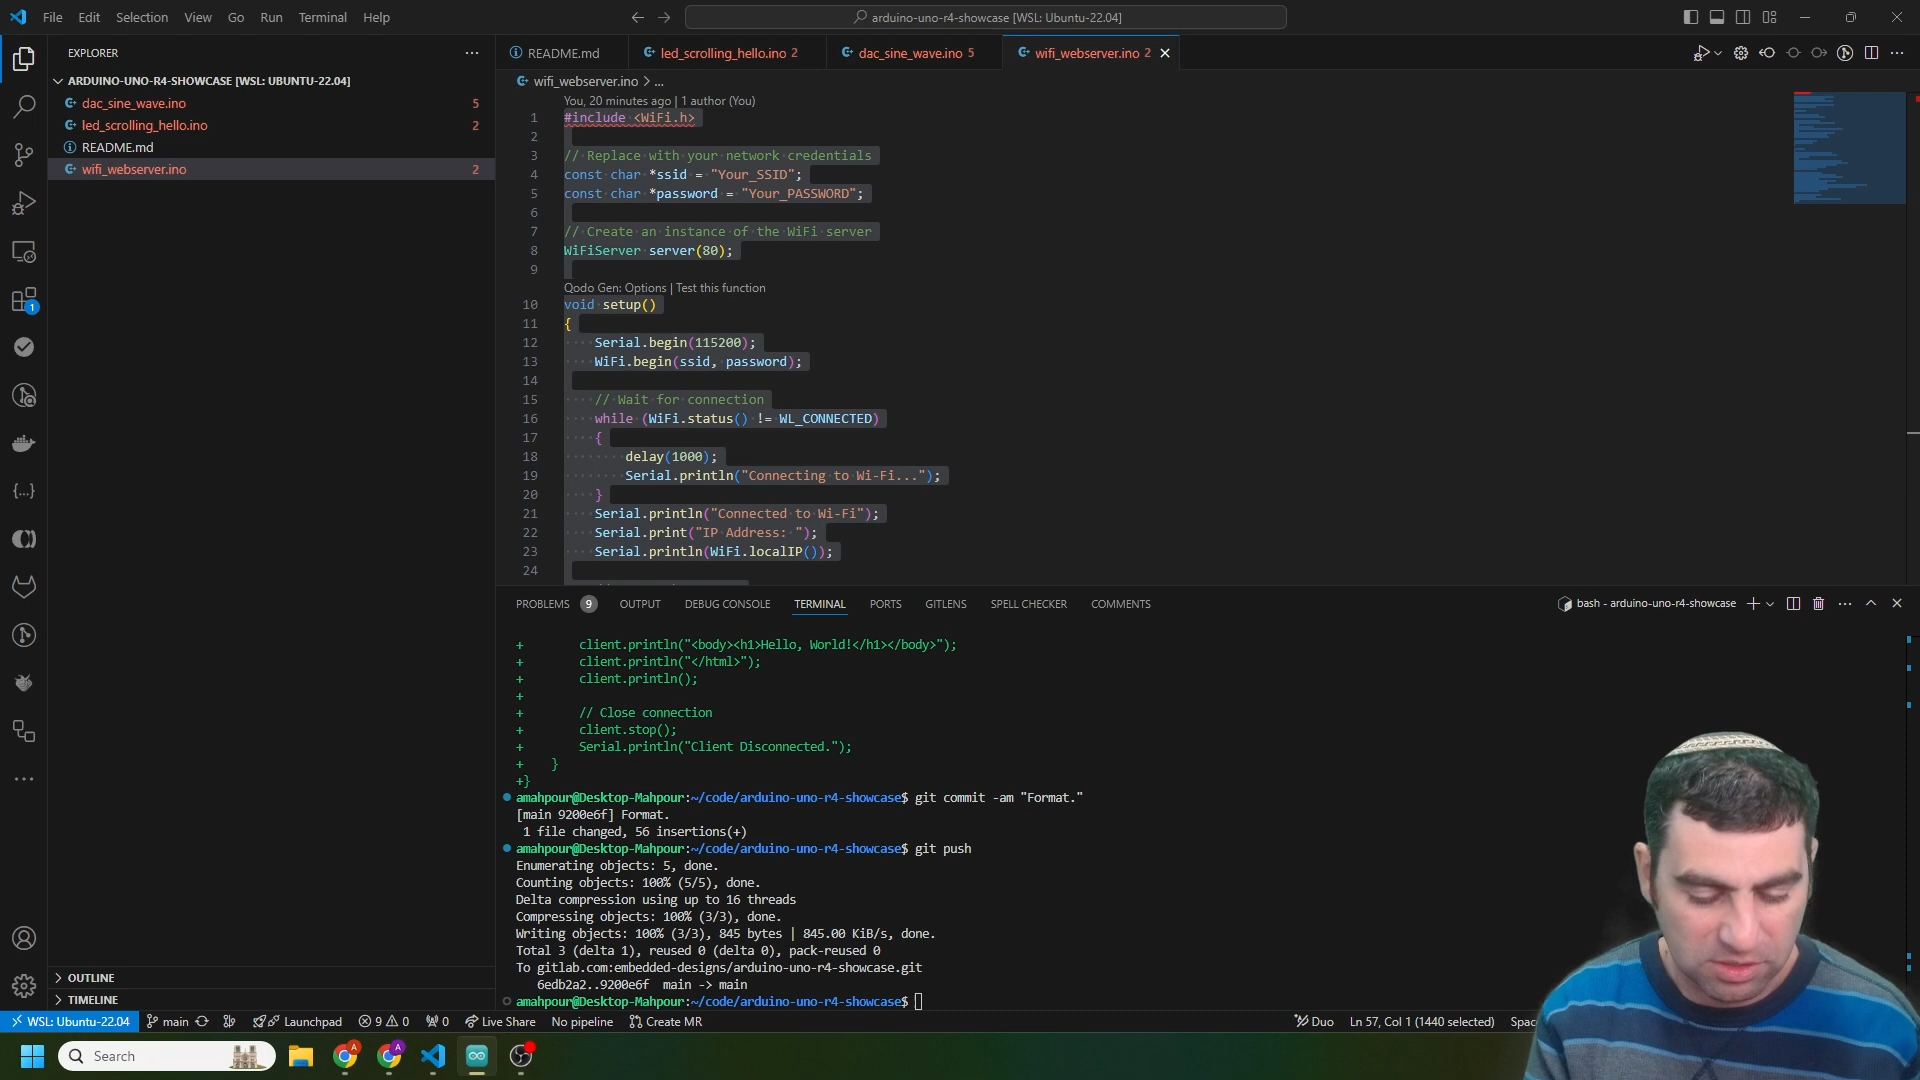 File Edit Selection View Go Run Terminal Help
arduino-uno-r4-showcase [WSL: Ubuntu-22.04]
EXPLORER
ARDUINO-UNO-R4-SHOWCASE [WSL: UBUNTU-22.04]
dac_sine_wave.ino 5
led_scrolling_hello.ino 2
README.md
wifi_webserver.ino 2
1
OUTLINE
TIMELINE
README.md led_scrolling_hello.ino 2 dac_sine_wave.ino 5 wifi_webserver.ino 2
wifi_webserver.ino > ...
You, 20 minutes ago | 1 author (You)
1 #include <WiFi.h>
2
3 // Replace with your network credentials
4 const char *ssid = "Your_SSID";
5 const char *password = "Your_PASSWORD";
6
7 // Create an instance of the WiFi server
8 WiFiServer server(80);
9
Qodo Gen: Options | Test this function
10 void setup()
11 {
12 Serial.begin(115200);
13 WiFi.begin(ssid, password);
14
15 // Wait for connection
16 while (WiFi.status() != WL_CONNECTED)
17 {
18 delay(1000);
19 Serial.println("Connecting to Wi-Fi...");
20 }
21 Serial.println("Connected to Wi-Fi");
22 Serial.print("IP Address: ");
23 Serial.println(WiFi.localIP());
24
PROBLEMS 9 OUTPUT DEBUG CONSOLE TERMINAL PORTS GITLENS SPELL CHECKER COMMENTS
bash - arduino-uno-r4-showcase
+ client.println("<body><h1>Hello, World!</h1></body>");
+ client.println("</html>");
+ client.println();
+
+ // Close connection
+ client.stop();
+ Serial.println("Client Disconnected.");
+ }
+}
amahpour@Desktop-Mahpour:~/code/arduino-uno-r4-showcase$ git commit -am "Format."
[main 9200e6f] Format.
1 file changed, 56 insertions(+)
amahpour@Desktop-Mahpour:~/code/arduino-uno-r4-showcase$ git push
Enumerating objects: 5, done.
Counting objects: 100% (5/5), done.
Delta compression using up to 16 threads
Compressing objects: 100% (3/3), done.
Writing objects: 100% (3/3), 845 bytes | 845.00 KiB/s, done.
Total 3 (delta 1), reused 0 (delta 0), pack-reused 0
To gitlab.com:embedded-designs/arduino-uno-r4-showcase.git
6edb2a2..9200e6f main -> main
amahpour@Desktop-Mahpour:~/code/arduino-uno-r4-showcase$
WSL: Ubuntu-22.04 main Launchpad 9 0 0 Live Share No pipeline Create MR Duo Ln 57, Col 1 (1440 selected) Spac
Search A A